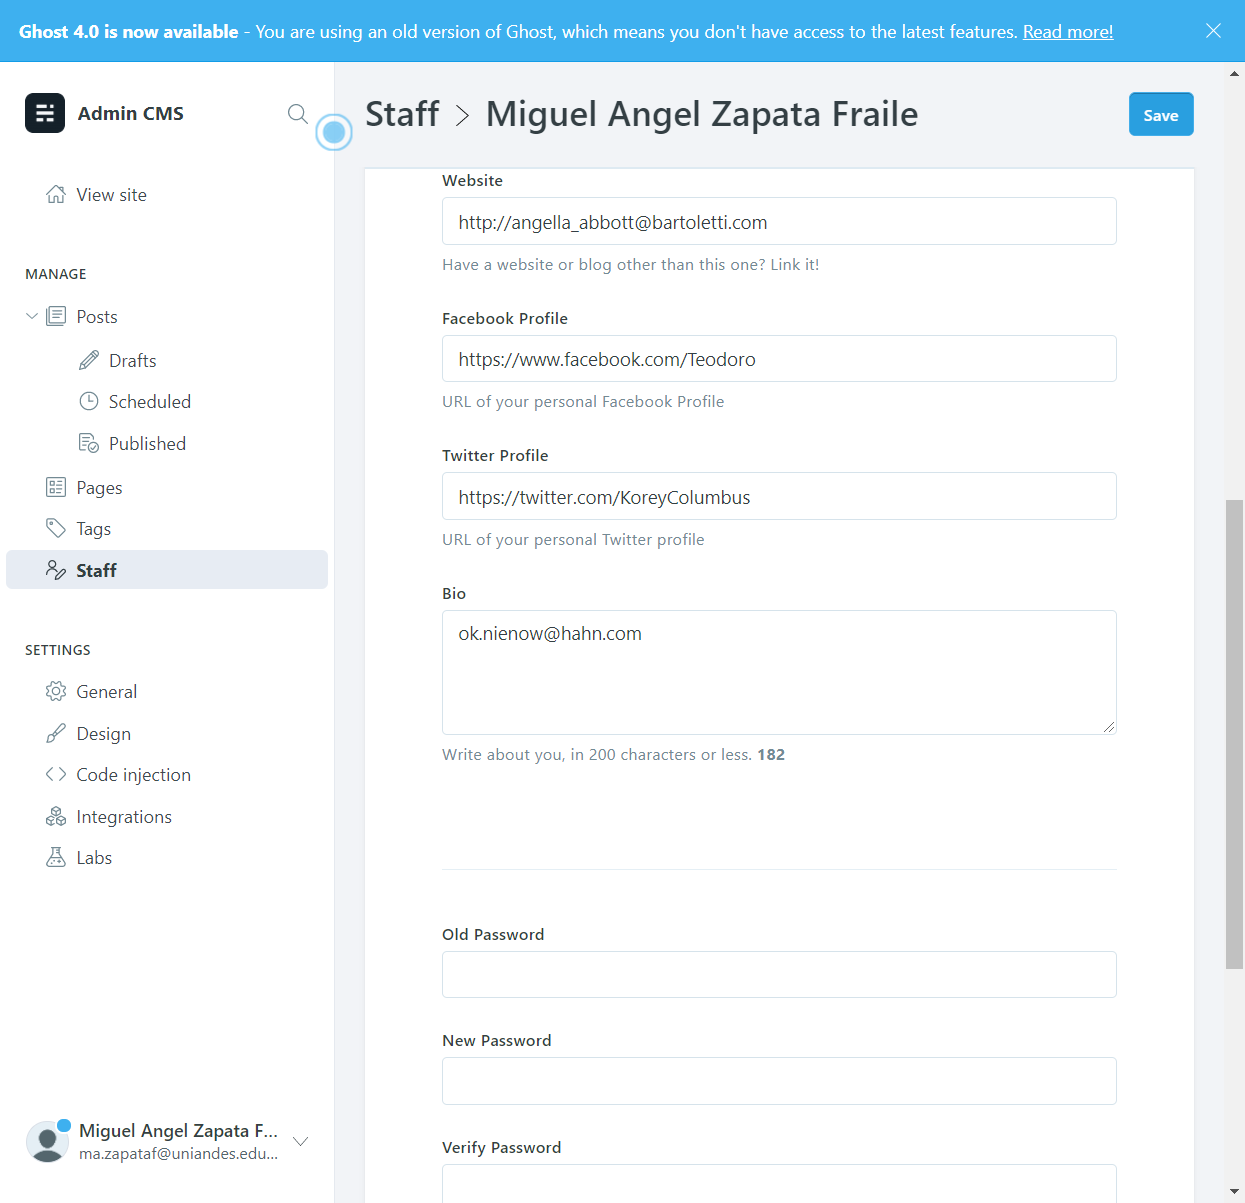 Ghost 4.0 is now available - You are using an old version of Ghost, which means you don't have access to the latest features. Read more!
Admin CMS
View site
MANAGE
Posts
Drafts
Scheduled
Published
Pages
Tags
Staff
SETTINGS
General
Design
Code injection
Integrations
Labs
Miguel Angel Zapata F...
ma.zapataf@uniandes.edu...
Staff > Miguel Angel Zapata Fraile
Save
Website
http://angella_abbott@bartoletti.com
Have a website or blog other than this one? Link it!
Facebook Profile
https://www.facebook.com/Teodoro
URL of your personal Facebook Profile
Twitter Profile
https://twitter.com/KoreyColumbus
URL of your personal Twitter profile
Bio
ok.nienow@hahn.com
Write about you, in 200 characters or less. 182
Old Password
New Password
Verify Password